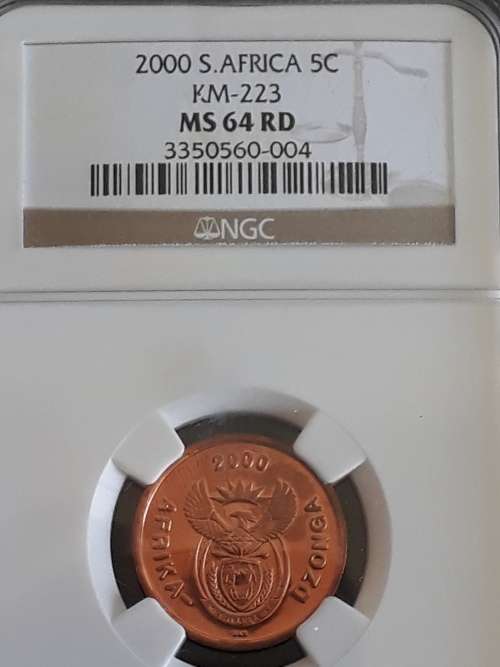 2000 S.AFRICA 5C
KM-223
MS 64 RD
3350560-004
NGC
2000
AFRIKA-
DZONGA